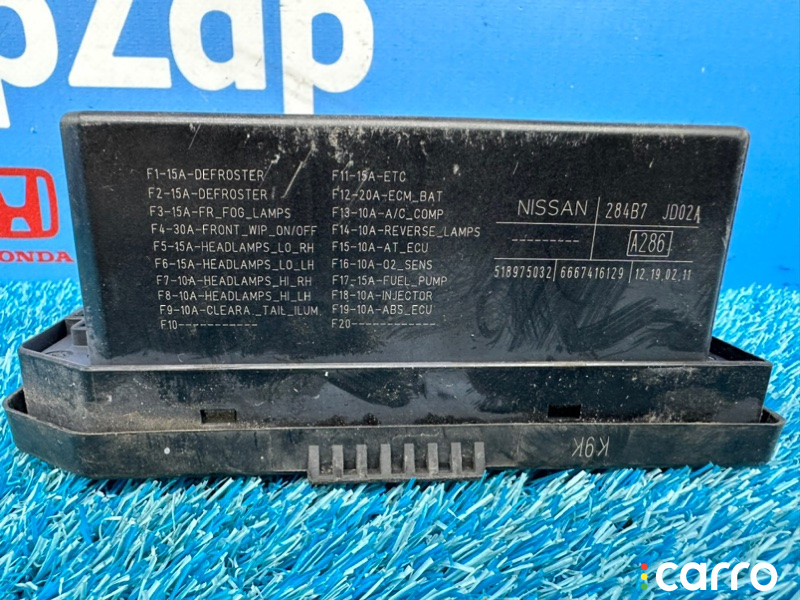 pZap
HONDA
F1-15A-DEFROSTER
F2-15A-DEFROSTER
F3-15A-FR_FOG_LAMPS
F4-30A-FRONT_WIP_ON/OFF
F5-15A-HEADLAMPS_LO_RH
F6-15A-HEADLAMPS_LO_LH
F7-10A-HEADLAMPS_HI_RH
F8-10A-HEADLAMPS_HI_LH
F9-10A-CLEARA._TAIL_ILUM
F10-----------
F11-15A-ETC
F12-20A-ECM_BAT
F13-10A-A/C_COMP
F14-10A-REVERSE_LAMPS
F15-10A-AT_ECU
F16-10A-O2_SENS
F17-15A-FUEL_PUMP
F18-10A-INJECTOR
F19-10A-ABS_ECU
F20-----------
NISSAN 284B7 JD02A
--------- A286
518975032 6667416129 12.19.02.11
K9K
carro